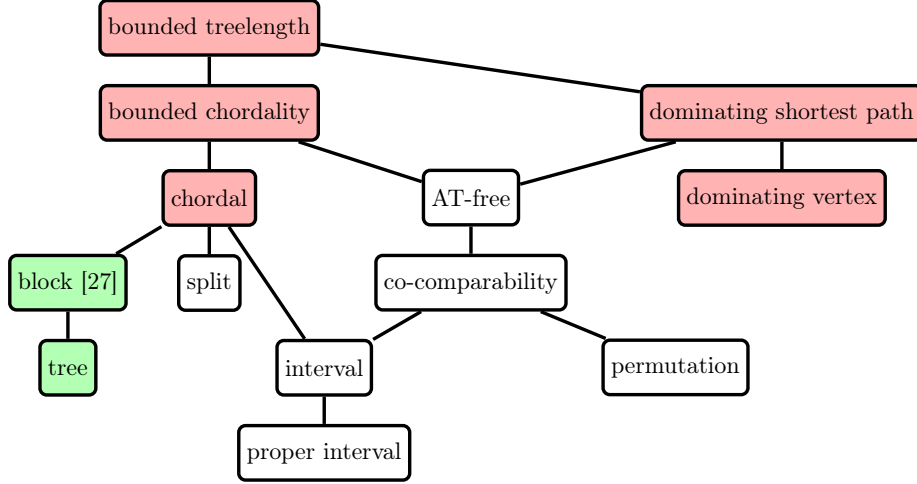 bounded treelength
bounded chordality
dominating shortest path
chordal
AT-free
dominating vertex
block [27]
split
co-comparability
tree
interval
permutation
proper interval